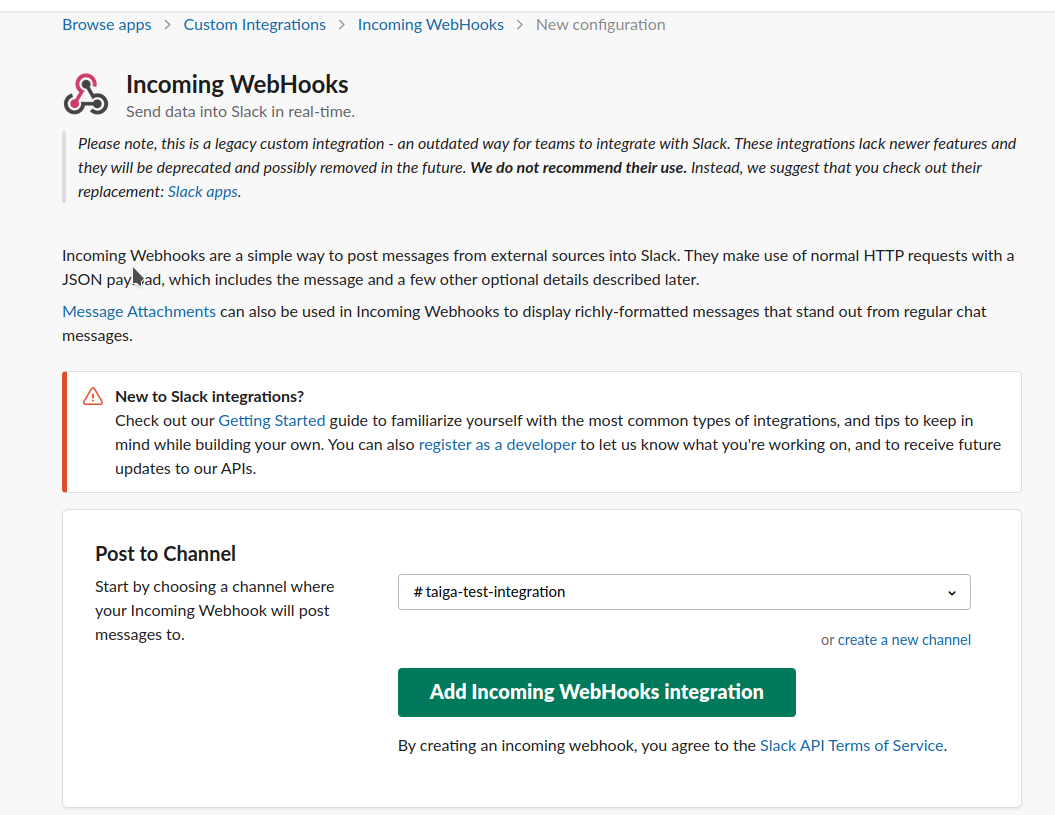 Browse apps > Custom Integrations > Incoming WebHooks > New configuration
Incoming WebHooks
Send data into Slack in real-time.
Please note, this is a legacy custom integration - an outdated way for teams to integrate with Slack. These integrations lack newer features and
they will be deprecated and possibly removed in the future. We do not recommend their use. Instead, we suggest that you check out their
replacement: Slack apps.
Incoming Webhooks are a simple way to post messages from external sources into Slack. They make use of normal HTTP requests with a
JSON payload, which includes the message and a few other optional details described later.
Message Attachments can also be used in Incoming Webhooks to display richly-formatted messages that stand out from regular chat
messages.
New to Slack integrations?
Check out our Getting Started guide to familiarize yourself with the most common types of integrations, and tips to keep in
mind while building your own. You can also register as a developer to let us know what you're working on, and to receive future
updates to our APIs.
Post to Channel
Start by choosing a channel where
your Incoming Webhook will post
messages to.
# taiga-test-integration
or create a new channel
Add Incoming WebHooks integration
By creating an incoming webhook, you agree to the Slack API Terms of Service.